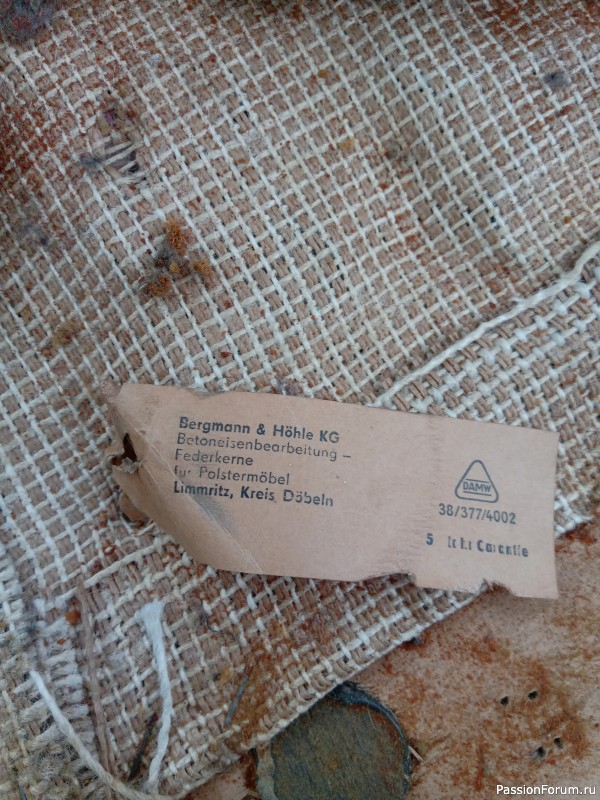 Bergmann & Höhle KG
Betoneisenbearbeitung –
Federkerne
für Polstermöbel
Limmritz, Kreis Döbeln
DAMW
38/377/4002
5 Garantie
PassionForum.ru